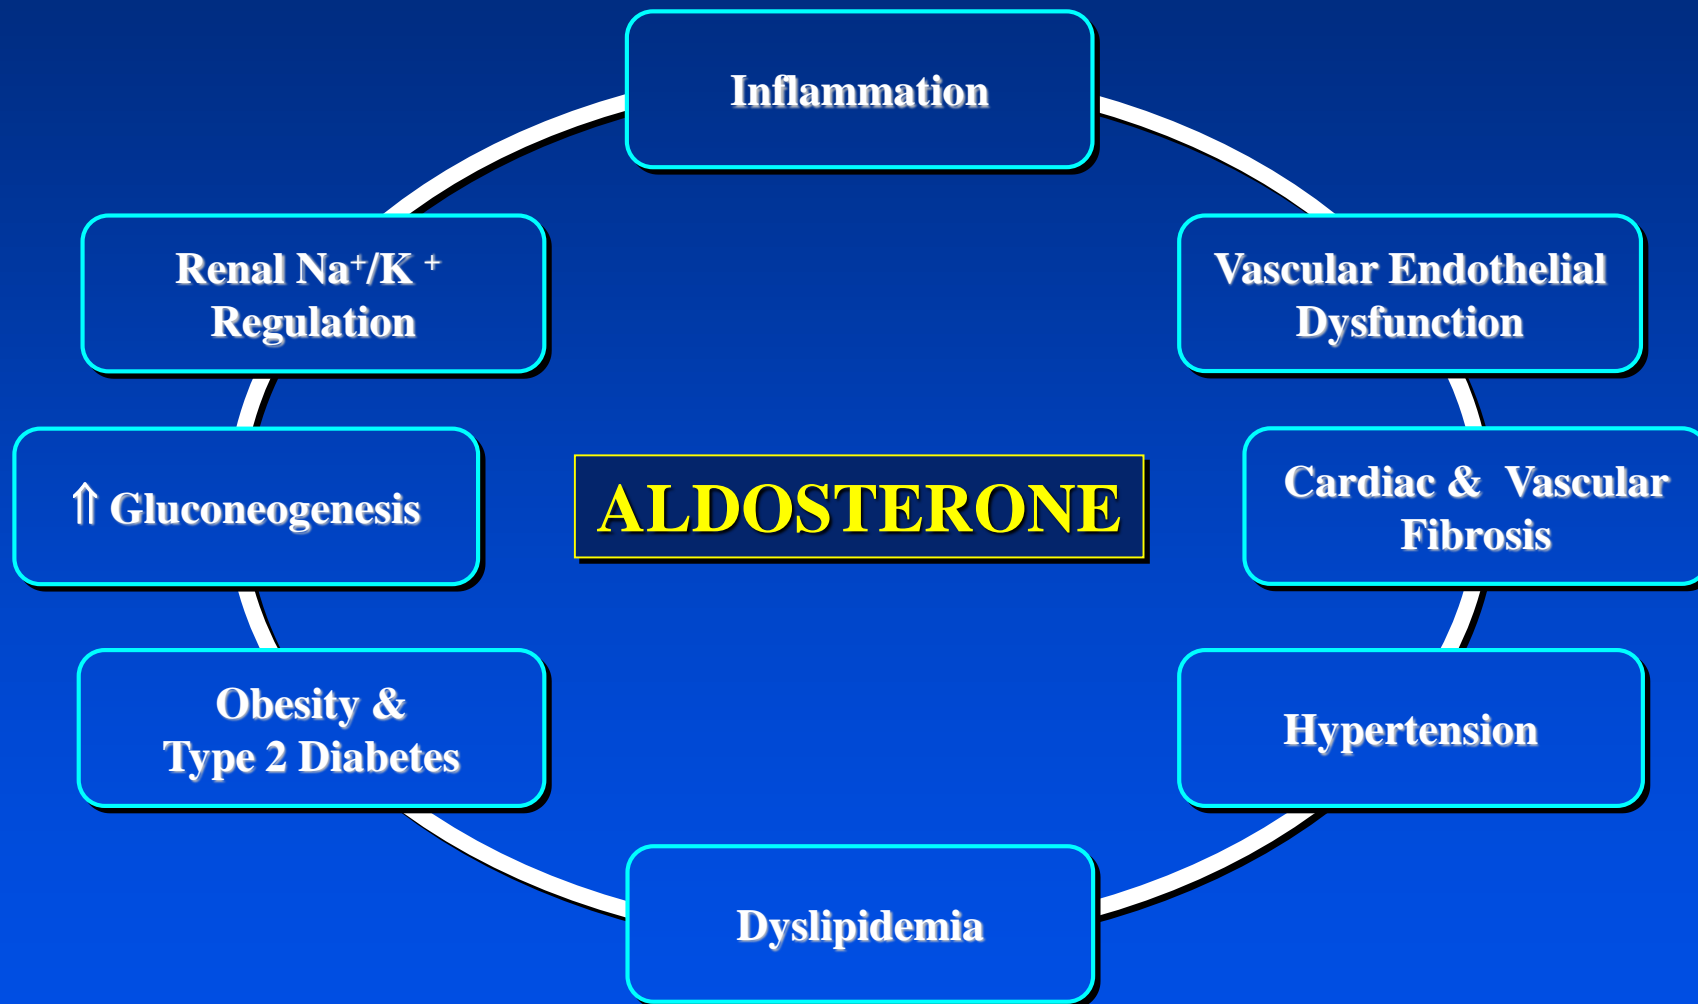 Inflammation
Renal Na⁺/K ⁺
Regulation
Vascular Endothelial
Dysfunction
⇑ Gluconeogenesis
ALDOSTERONE
Cardiac & Vascular
Fibrosis
Obesity &
Type 2 Diabetes
Hypertension
Dyslipidemia